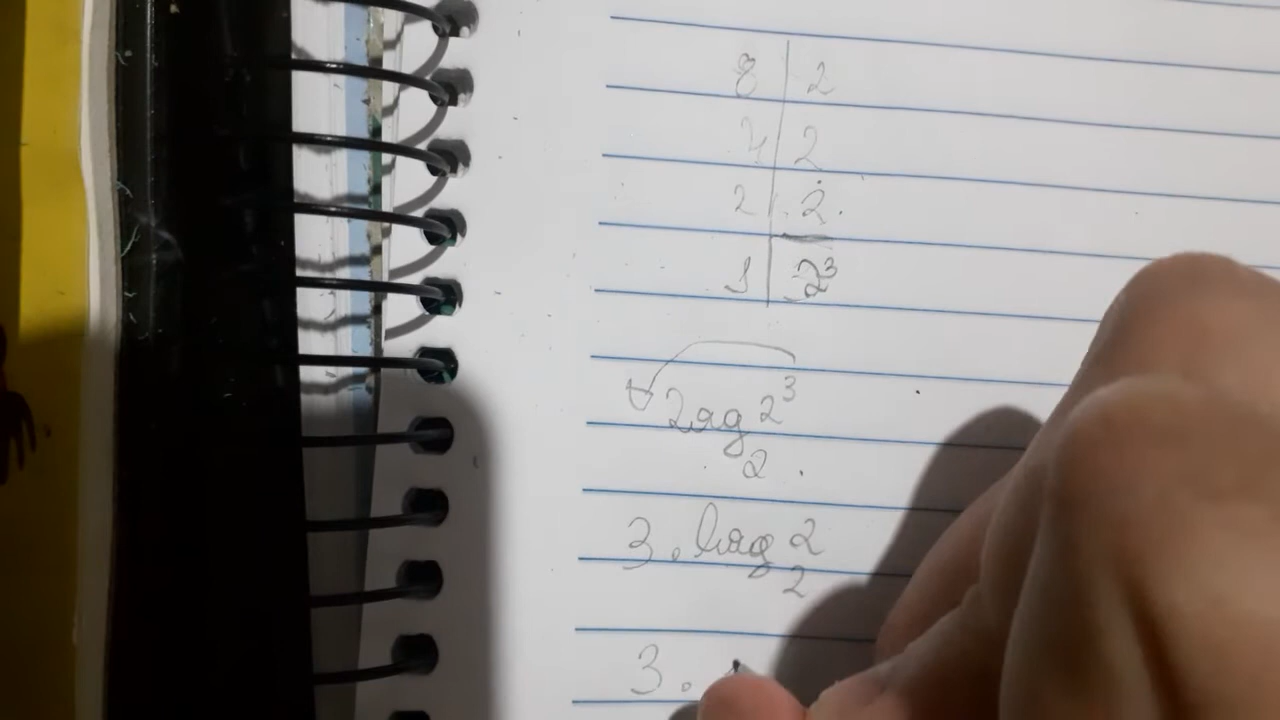 8 | 2
4 | 2
2 | 2
1 | 2³
log₂ 2³
3 . log₂ 2
3 .